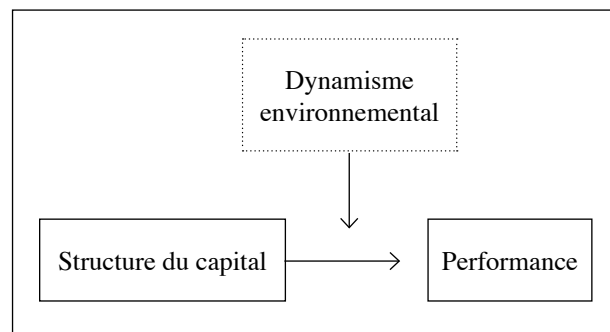 Dynamisme
environnemental
Structure du capital
Performance